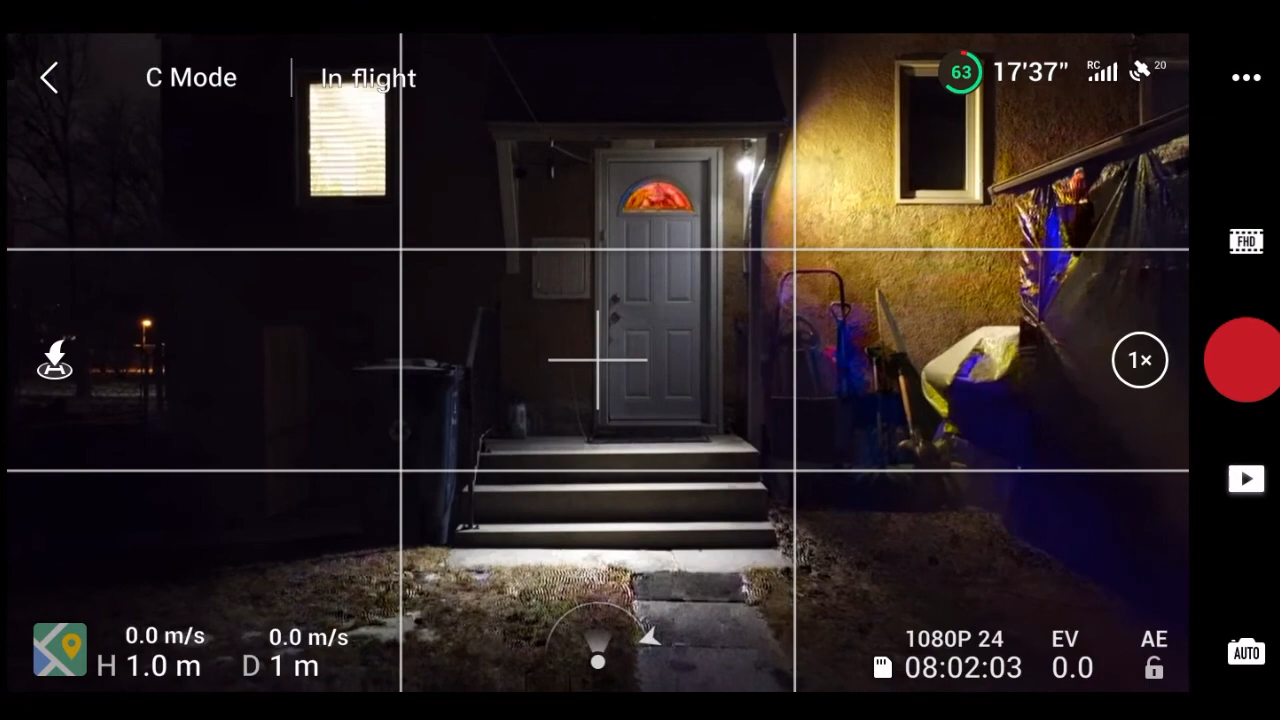 C Mode In flight 63 17'37" RC 20
FHD
1×
0.0 m/s 0.0 m/s
H 1.0 m D 1 m
1080P 24 EV AE
08:02:03 0.0
AUTO